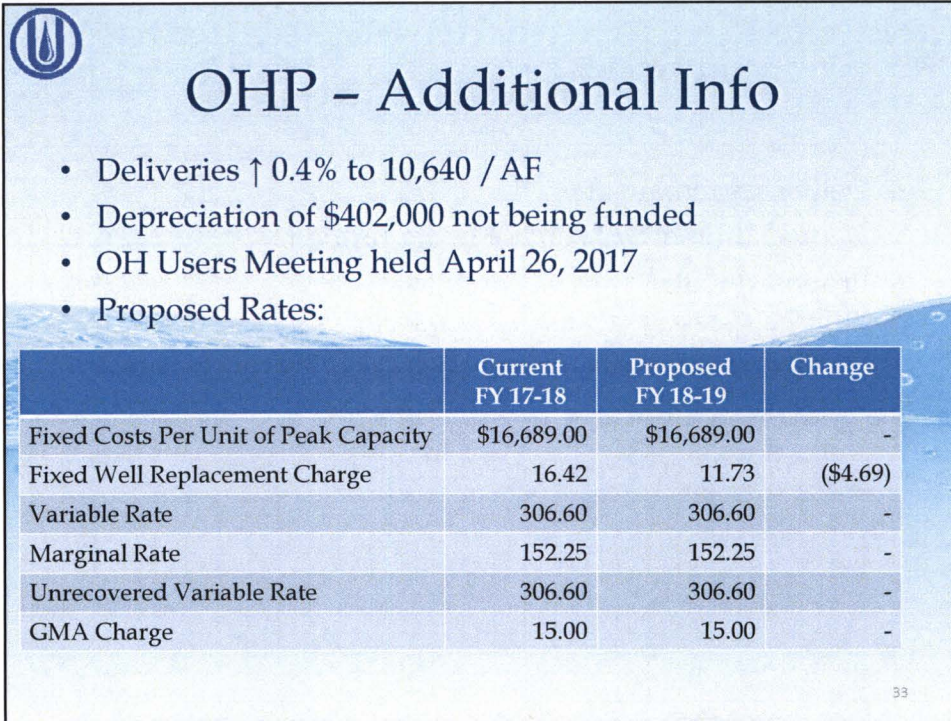 OHP – Additional Info
• Deliveries ↑ 0.4% to 10,640 / AF
• Depreciation of $402,000 not being funded
• OH Users Meeting held April 26, 2017
• Proposed Rates:
Current FY 17-18 Proposed FY 18-19 Change
Fixed Costs Per Unit of Peak Capacity $16,689.00 $16,689.00 -
Fixed Well Replacement Charge 16.42 11.73 ($4.69)
Variable Rate 306.60 306.60 -
Marginal Rate 152.25 152.25 -
Unrecovered Variable Rate 306.60 306.60 -
GMA Charge 15.00 15.00 -
33